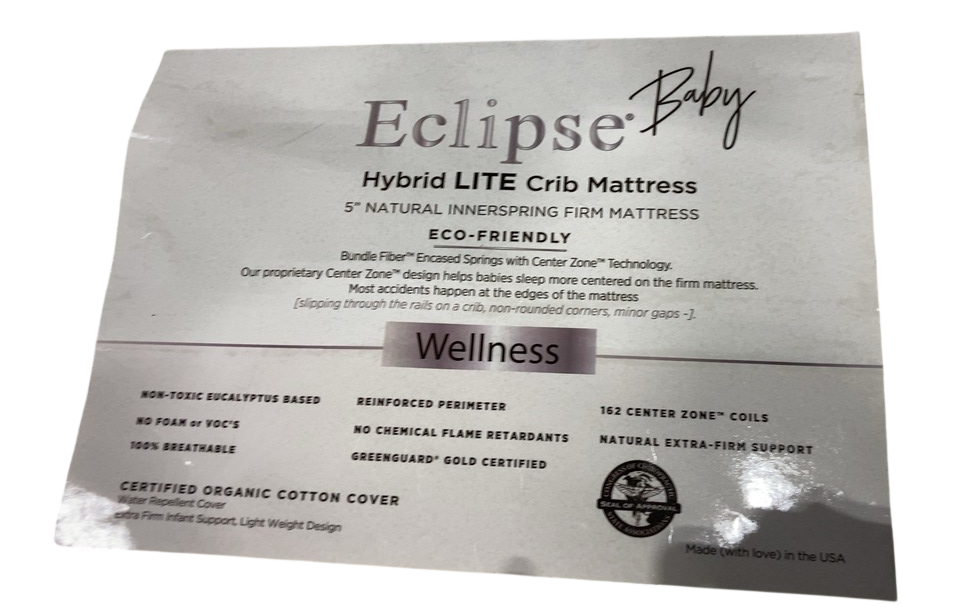 Eclipse® Baby
Hybrid LITE Crib Mattress
5" NATURAL INNERSPRING FIRM MATTRESS
ECO-FRIENDLY
Bundle Fiber™ Encased Springs with Center Zone™ Technology.
Our proprietary Center Zone™ design helps babies sleep more centered on the firm mattress.
Most accidents happen at the edges of the mattress
[slipping through the rails on a crib, non-rounded corners, minor gaps -].
Wellness
NON-TOXIC EUCALYPTUS BASED
NO FOAM or VOC'S
100% BREATHABLE
REINFORCED PERIMETER
NO CHEMICAL FLAME RETARDANTS
GREENGUARD® GOLD CERTIFIED
162 CENTER ZONE™ COILS
NATURAL EXTRA-FIRM SUPPORT
CERTIFIED ORGANIC COTTON COVER
Water Repellent Cover
Extra Firm Infant Support, Light Weight Design
CONGRESS OF CHIROPRACTIC
SEAL OF APPROVAL
STATE ASSOCIATIONS
Made (with love) in the USA